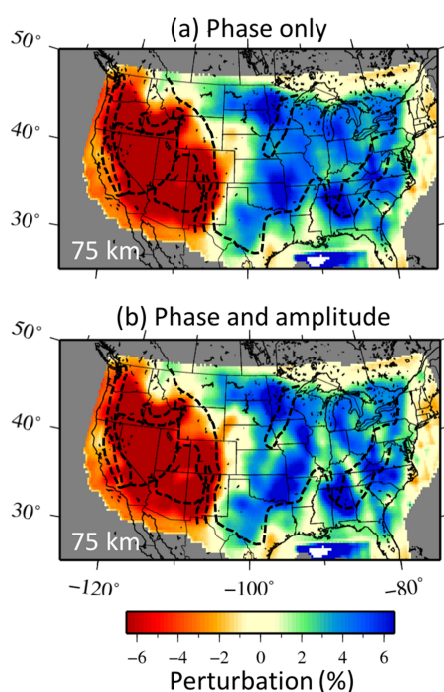 (a) Phase only
50°
40°
30°
75 km
(b) Phase and amplitude
50°
40°
30°
75 km
−120° −100° −80°
−6 −4 −2 0 2 4 6
Perturbation (%)